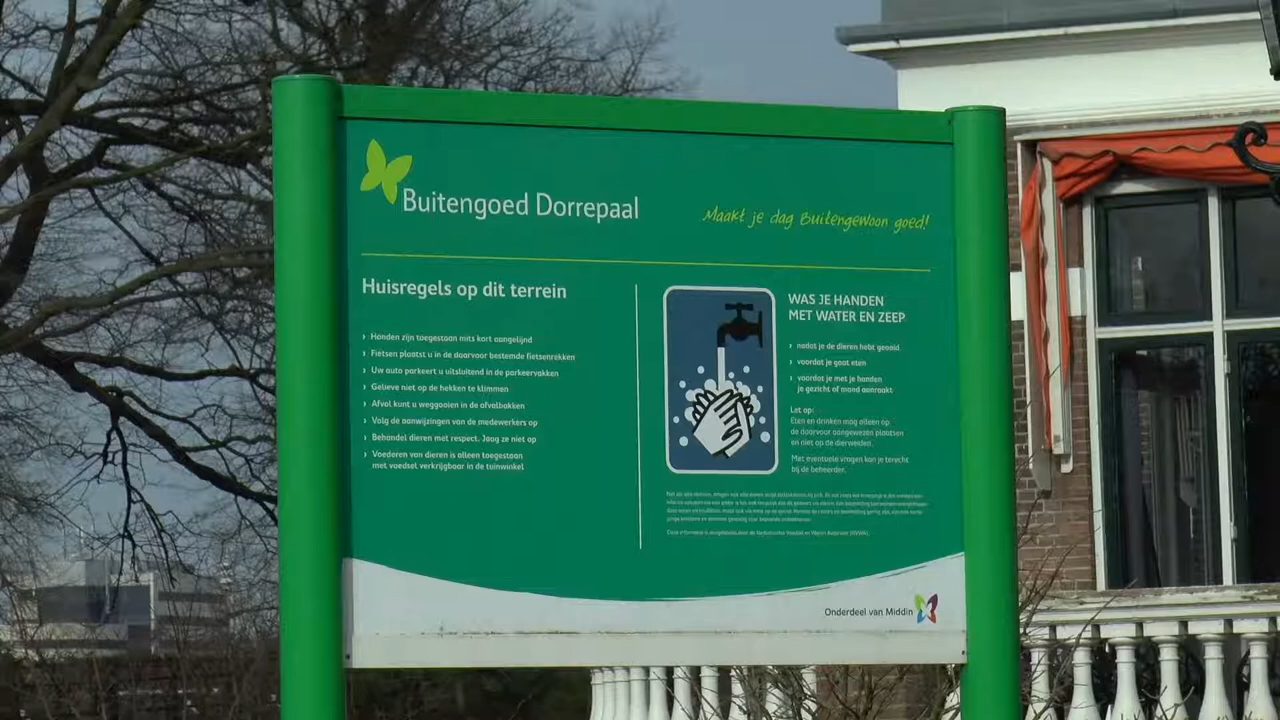 Buitengoed Dorrepaal
Maakt je dag Buitengewoon goed!
Huisregels op dit terrein
› Honden zijn toegestaan mits kort aangelijnd
› Fietsen plaatst u in de daarvoor bestemde fietsenrekken
› Uw auto parkeert u uitsluitend in de parkeervakken
› Gelieve niet op de hekken te klimmen
› Afval kunt u weggooien in de afvalbakken
› Volg de aanwijzingen van de medewerkers op
› Behandel dieren met respect. Jaag ze niet op
› Voederen van dieren is alleen toegestaan
met voedsel verkrijgbaar in de tuinwinkel
WAS JE HANDEN
MET WATER EN ZEEP
› nadat je de dieren hebt geaaid
› voordat je gaat eten
› voordat je met je handen
je gezicht of mond aanraakt
Let op:
Eten en drinken mag alleen op
de daarvoor aangewezen plaatsen
en niet op de dierweiden.
Met eventuele vragen kan je terecht
bij de beheerder.
Onderdeel van Middin